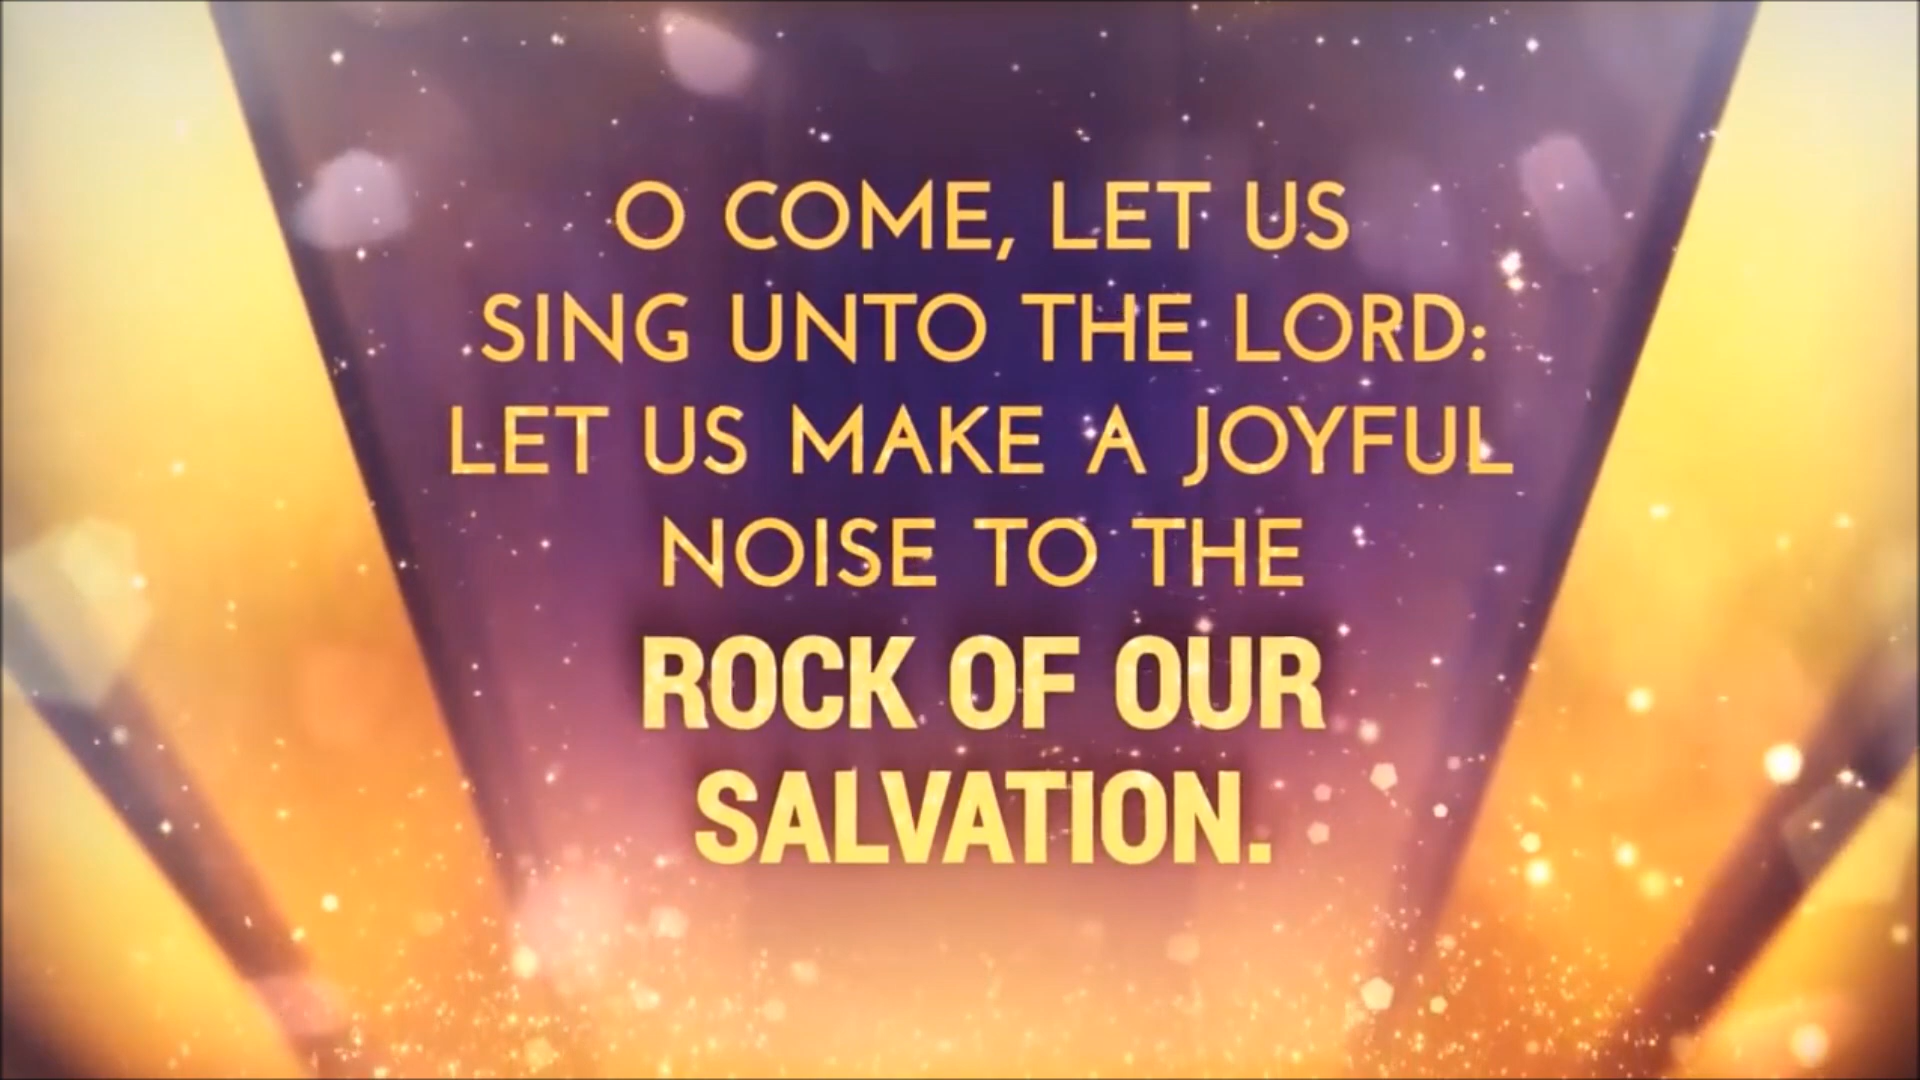 O COME, LET US
SING UNTO THE LORD:
LET US MAKE A JOYFUL
NOISE TO THE
ROCK OF OUR
SALVATION.